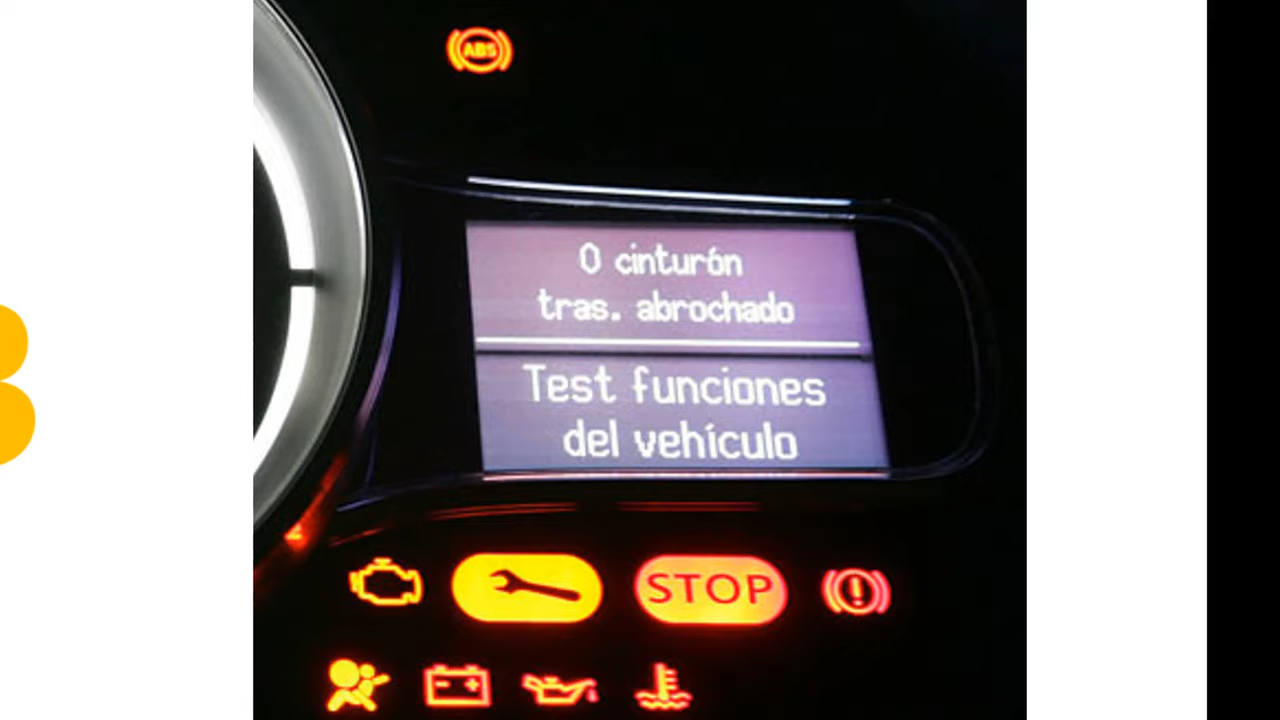 ABS
0 cinturón
tras. abrochado
Test funciones
del vehículo
STOP